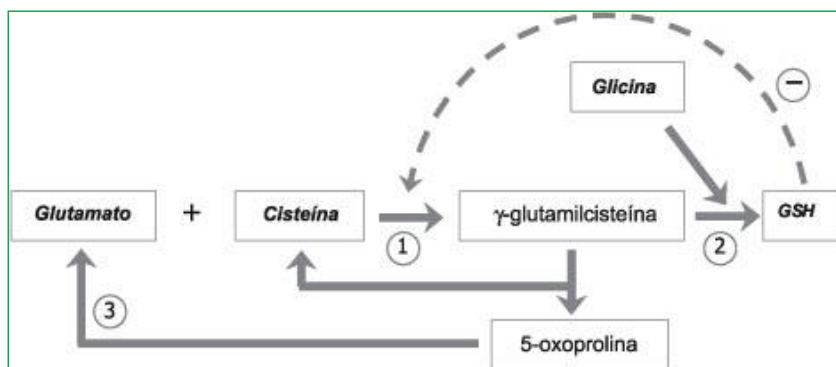 Glicina
−
Glutamato + Cisteína γ-glutamilcisteína GSH
1 2
3
5-oxoprolina